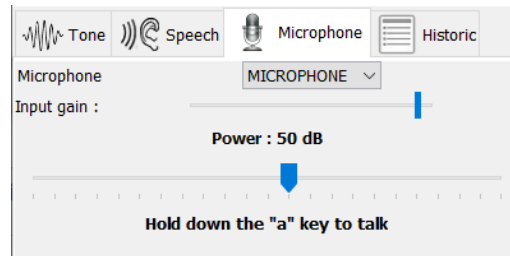 Tone Speech Microphone Historic
Microphone MICROPHONE
Input gain :
Power : 50 dB
Hold down the "a" key to talk